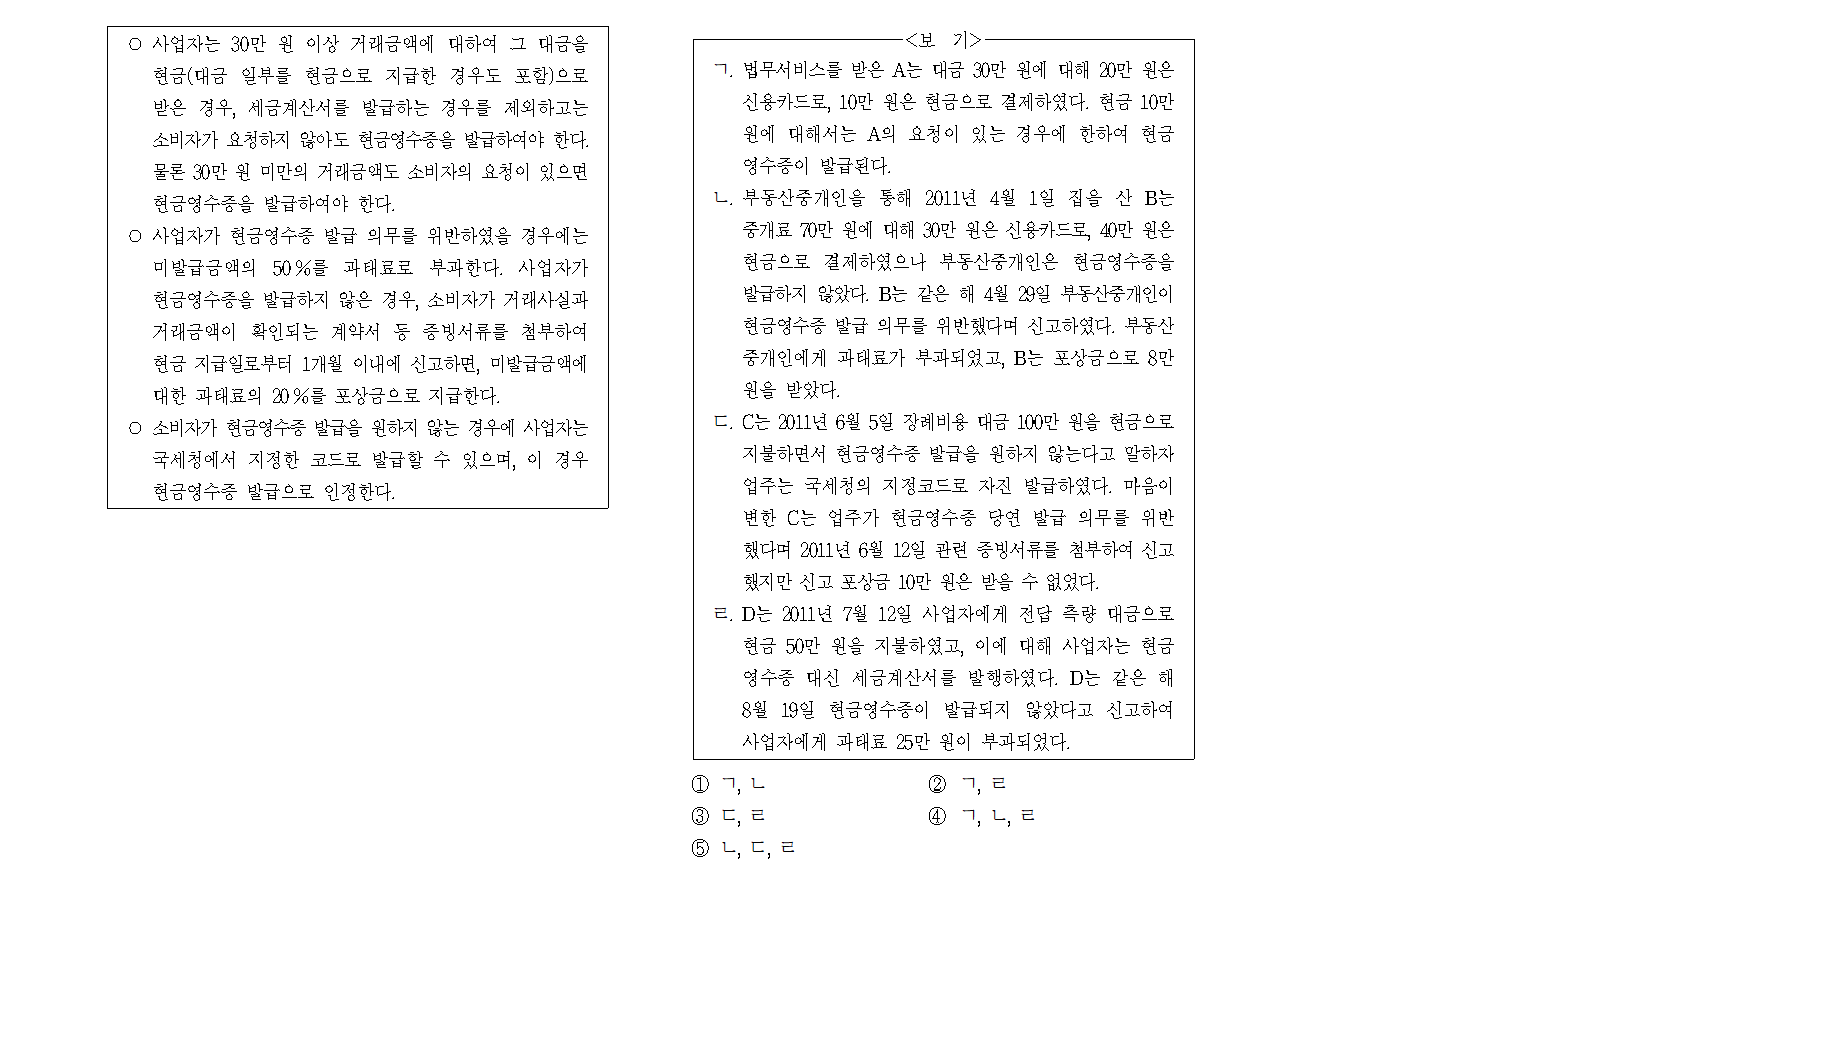 ○ 사업자는 30만 원 이상 거래금액에 대하여 그 대금을
현금(대금 일부를 현금으로 지급한 경우도 포함)으로
받은 경우, 세금계산서를 발급하는 경우를 제외하고는
소비자가 요청하지 않아도 현금영수증을 발급하여야 한다.
물론 30만 원 미만의 거래금액도 소비자의 요청이 있으면
현금영수증을 발급하여야 한다.
○ 사업자가 현금영수증 발급 의무를 위반하였을 경우에는
미발급금액의 50%를 과태료로 부과한다. 사업자가
현금영수증을 발급하지 않은 경우, 소비자가 거래사실과
거래금액이 확인되는 계약서 등 증빙서류를 첨부하여
현금 지급일로부터 1개월 이내에 신고하면, 미발급금액에
대한 과태료의 20%를 포상금으로 지급한다.
○ 소비자가 현금영수증 발급을 원하지 않는 경우에 사업자는
국세청에서 지정한 코드로 발급할 수 있으며, 이 경우
현금영수증 발급으로 인정한다.
<보 기>
ㄱ. 법무서비스를 받은 A는 대금 30만 원에 대해 20만 원은
신용카드로, 10만 원은 현금으로 결제하였다. 현금 10만
원에 대해서는 A의 요청이 있는 경우에 한하여 현금
영수증이 발급된다.
ㄴ. 부동산중개인을 통해 2011년 4월 1일 집을 산 B는
중개료 70만 원에 대해 30만 원은 신용카드로, 40만 원은
현금으로 결제하였으나 부동산중개인은 현금영수증을
발급하지 않았다. B는 같은 해 4월 29일 부동산중개인이
현금영수증 발급 의무를 위반했다며 신고하였다. 부동산
중개인에게 과태료가 부과되었고, B는 포상금으로 8만
원을 받았다.
ㄷ. C는 2011년 6월 5일 장례비용 대금 100만 원을 현금으로
지불하면서 현금영수증 발급을 원하지 않는다고 말하자
업주는 국세청의 지정코드로 자진 발급하였다. 마음이
변한 C는 업주가 현금영수증 당연 발급 의무를 위반
했다며 2011년 6월 12일 관련 증빙서류를 첨부하여 신고
했지만 신고 포상금 10만 원은 받을 수 없었다.
ㄹ. D는 2011년 7월 12일 사업자에게 전답 측량 대금으로
현금 50만 원을 지불하였고, 이에 대해 사업자는 현금
영수증 대신 세금계산서를 발행하였다. D는 같은 해
8월 19일 현금영수증이 발급되지 않았다고 신고하여
사업자에게 과태료 25만 원이 부과되었다.
① ㄱ, ㄴ ② ㄱ, ㄹ
③ ㄷ, ㄹ ④ ㄱ, ㄴ, ㄹ
⑤ ㄴ, ㄷ, ㄹ